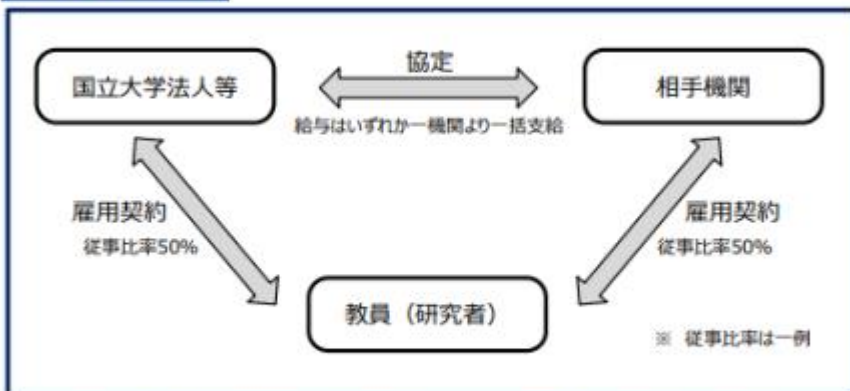 国立大学法人等
協定
相手機関
給与はいずれか一機関より一括支給
雇用契約
従事比率50%
雇用契約
従事比率50%
教員（研究者）
※ 従事比率は一例